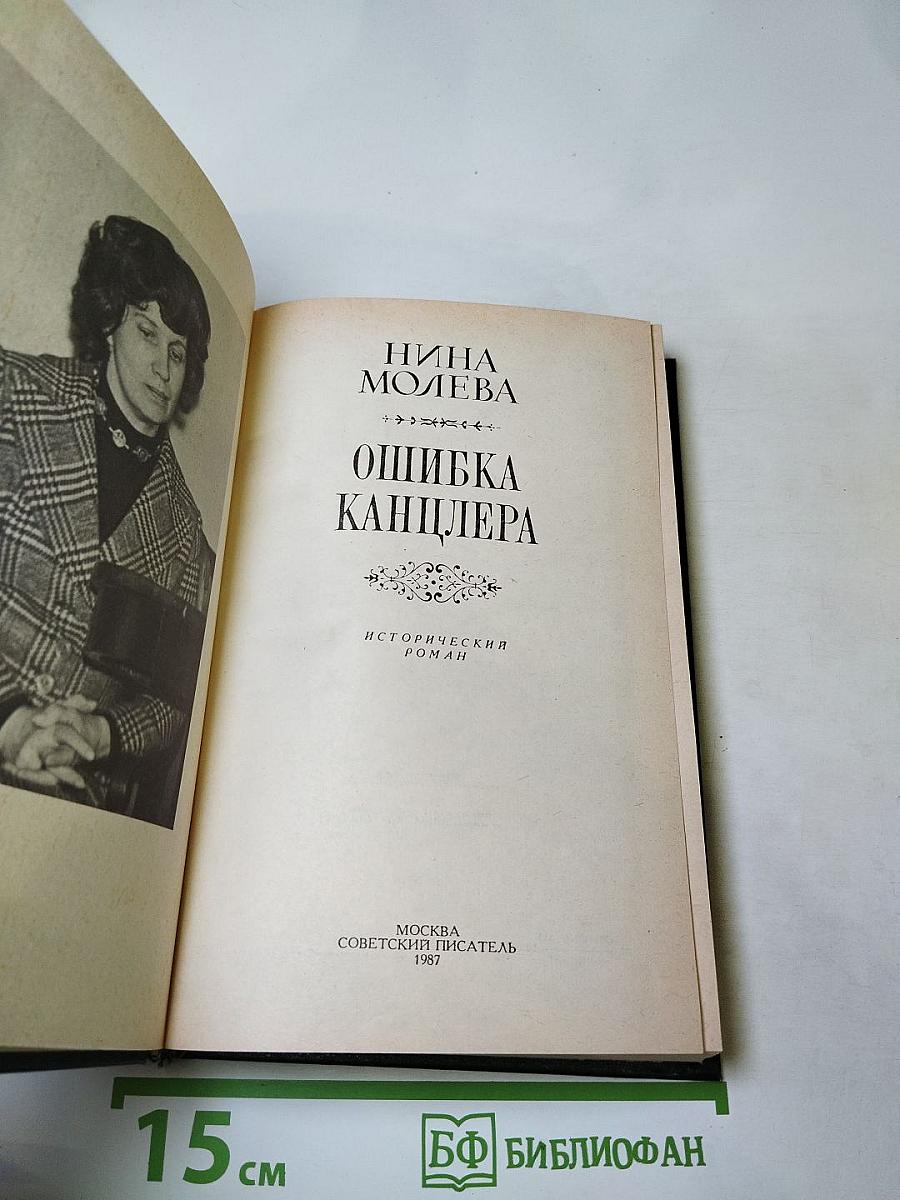 НИНА
МОЛЕВА
ОШИБКА
КАНЦЛЕРА
ИСТОРИЧЕСКИЙ
РОМАН
МОСКВА
СОВЕТСКИЙ ПИСАТЕЛЬ
1987
15 см
БФ БИБЛИОФАН